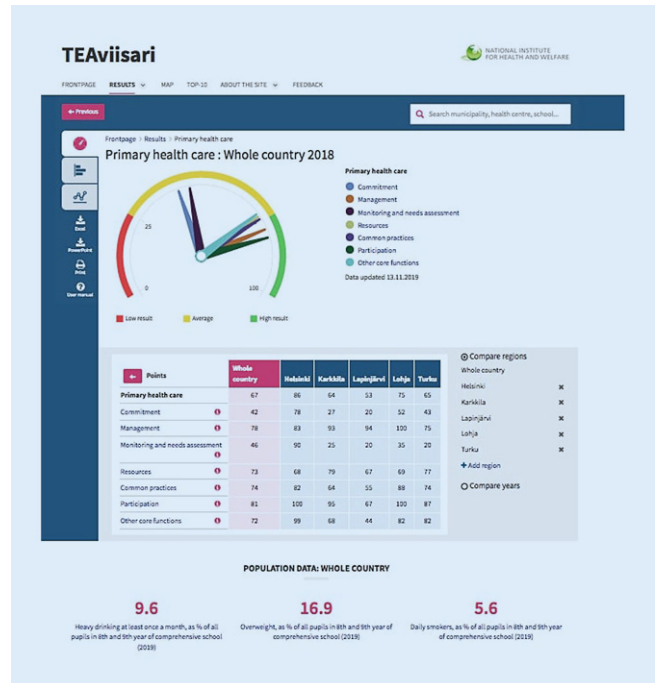 TEAviisari
NATIONAL INSTITUTE
FOR HEALTH AND WELFARE
FRONTPAGE RESULTS MAP TOP-10 ABOUT THE SITE FEEDBACK
← Previous
Search municipality, health centre, school...
Frontpage > Results > Primary health care
Primary health care : Whole country 2018
Excel
PowerPoint
Print
User manual
25
0
100
Low result
Average
High result
Primary health care
Commitment
Management
Monitoring and needs assessment
Resources
Common practices
Participation
Other core functions
Data updated 13.11.2019
← Points Whole country Helsinki Karkkila Lapinjärvi Lohja Turku
Primary health care 67 86 64 53 75 65
Commitment 42 78 27 20 52 43
Management 78 83 93 94 100 75
Monitoring and needs assessment 46 90 25 20 35 20
Resources 73 68 79 67 69 77
Common practices 74 82 64 55 88 74
Participation 81 100 95 67 100 87
Other core functions 72 99 68 44 82 82
Compare regions
Whole country
Helsinki
Karkkila
Lapinjärvi
Lohja
Turku
+ Add region
Compare years
POPULATION DATA: WHOLE COUNTRY
9.6
Heavy drinking at least once a month, as % of all
pupils in 8th and 9th year of comprehensive school
(2019)
16.9
Overweight, as % of all pupils in 8th and 9th year of
comprehensive school (2019)
5.6
Daily smokers, as % of all pupils in 8th and 9th year
of comprehensive school (2019)